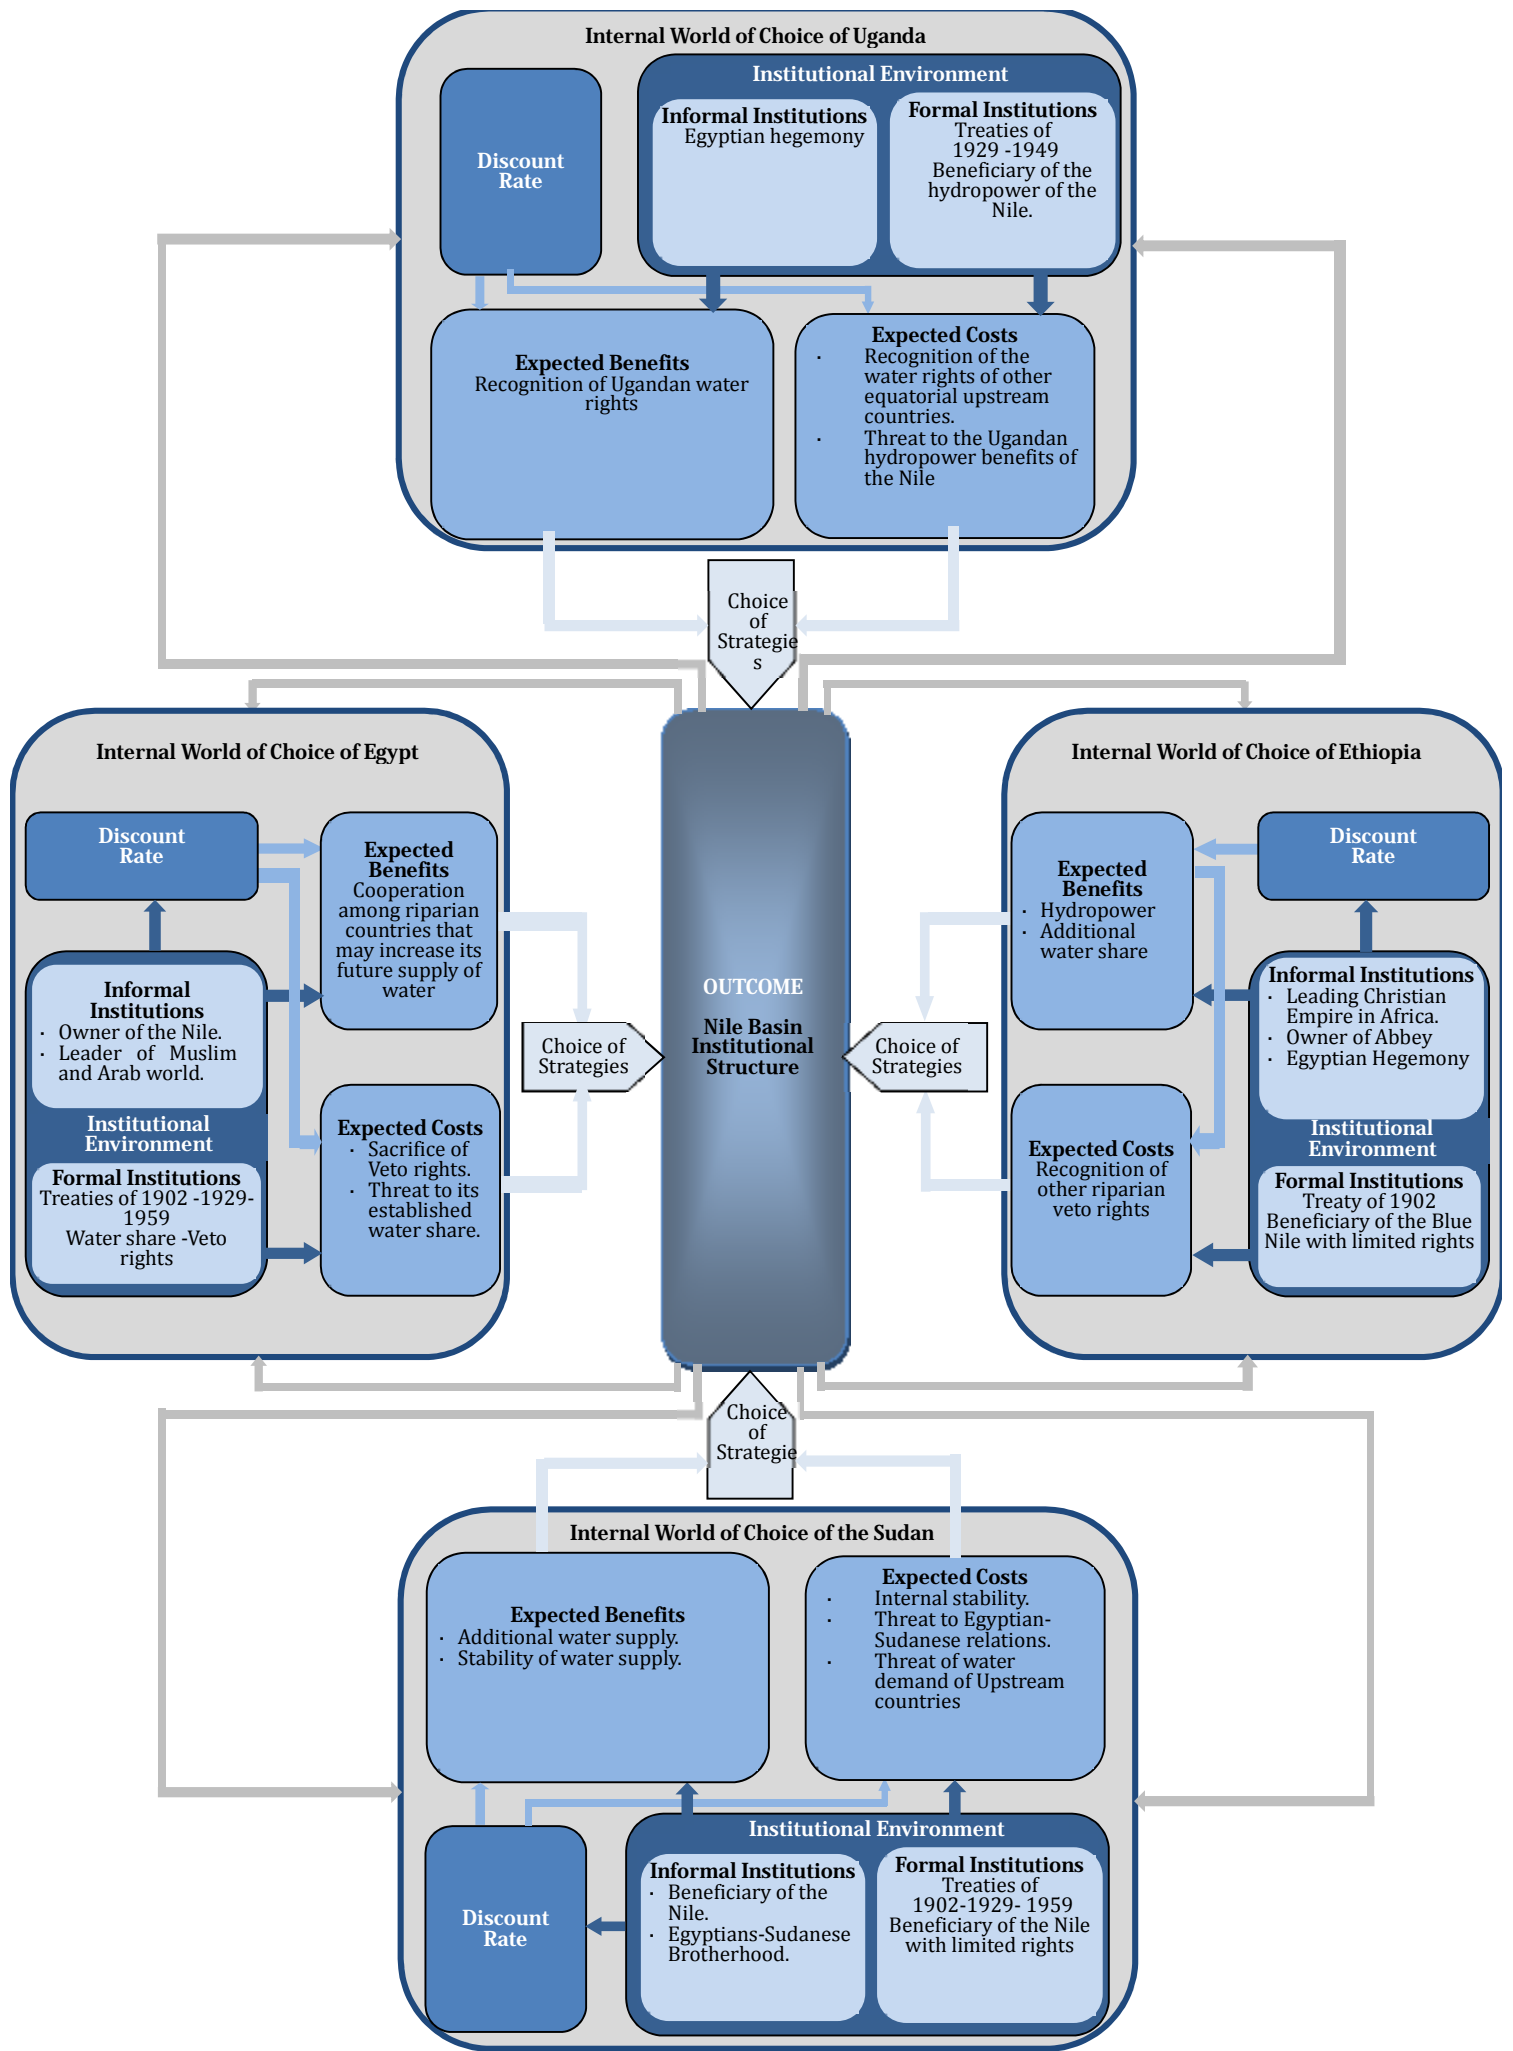 Internal World of Choice of Uganda
Institutional Environment
Discount
Rate
Informal Institutions
Egyptian hegemony
Formal Institutions
Treaties of
1929 -1949
Beneficiary of the
hydropower of the
Nile.
Expected Benefits
Recognition of Ugandan water
rights
Expected Costs
· Recognition of the
water rights of other
equatorial upstream
countries.
· Threat to the Ugandan
hydropower benefits of
the Nile
Choice
of
Strategie
s
Internal World of Choice of Egypt
Discount
Rate
Expected
Benefits
Cooperation
among riparian
countries that
may increase its
future supply of
water
Informal
Institutions
· Owner of the Nile.
· Leader of Muslim
and Arab world.
Institutional
Environment
Formal Institutions
Treaties of 1902 -1929-
1959
Water share -Veto
rights
Expected Costs
· Sacrifice of
Veto rights.
· Threat to its
established
water share.
Choice of
Strategies
OUTCOME
Nile Basin
Institutional
Structure
Choice of
Strategies
Internal World of Choice of Ethiopia
Expected
Benefits
· Hydropower
· Additional
water share
Discount
Rate
Informal Institutions
· Leading Christian
Empire in Africa.
· Owner of Abbey
· Egyptian Hegemony
Institutional
Environment
Formal Institutions
Treaty of 1902
Beneficiary of the Blue
Nile with limited rights
Expected Costs
Recognition of
other riparian
veto rights
Choice
of
Strategie
Internal World of Choice of the Sudan
Expected Benefits
· Additional water supply.
· Stability of water supply.
Expected Costs
· Internal stability.
· Threat to Egyptian-
Sudanese relations.
· Threat of water
demand of Upstream
countries
Institutional Environment
Discount
Rate
Informal Institutions
· Beneficiary of the
Nile.
· Egyptians-Sudanese
Brotherhood.
Formal Institutions
Treaties of
1902-1929- 1959
Beneficiary of the Nile
with limited rights